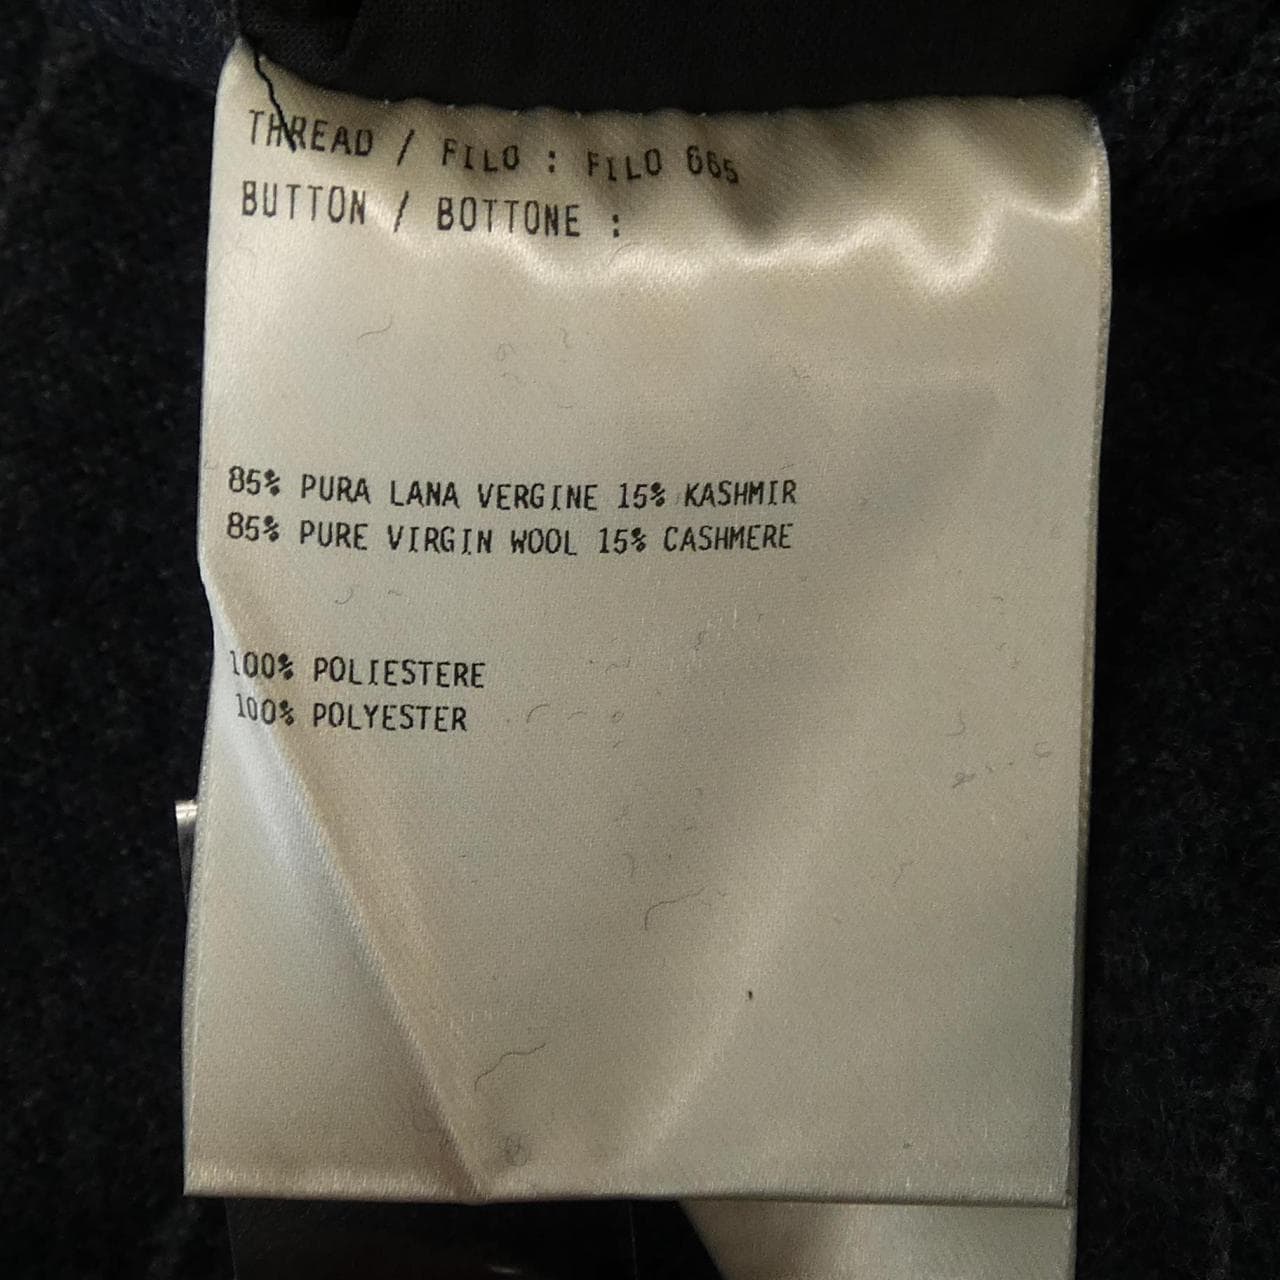 THREAD / FILO : FILO 665
BUTTON / BOTTONE :
85% PURA LANA VERGINE 15% KASHMIR
85% PURE VIRGIN WOOL 15% CASHMERE
100% POLIESTERE
100% POLYESTER